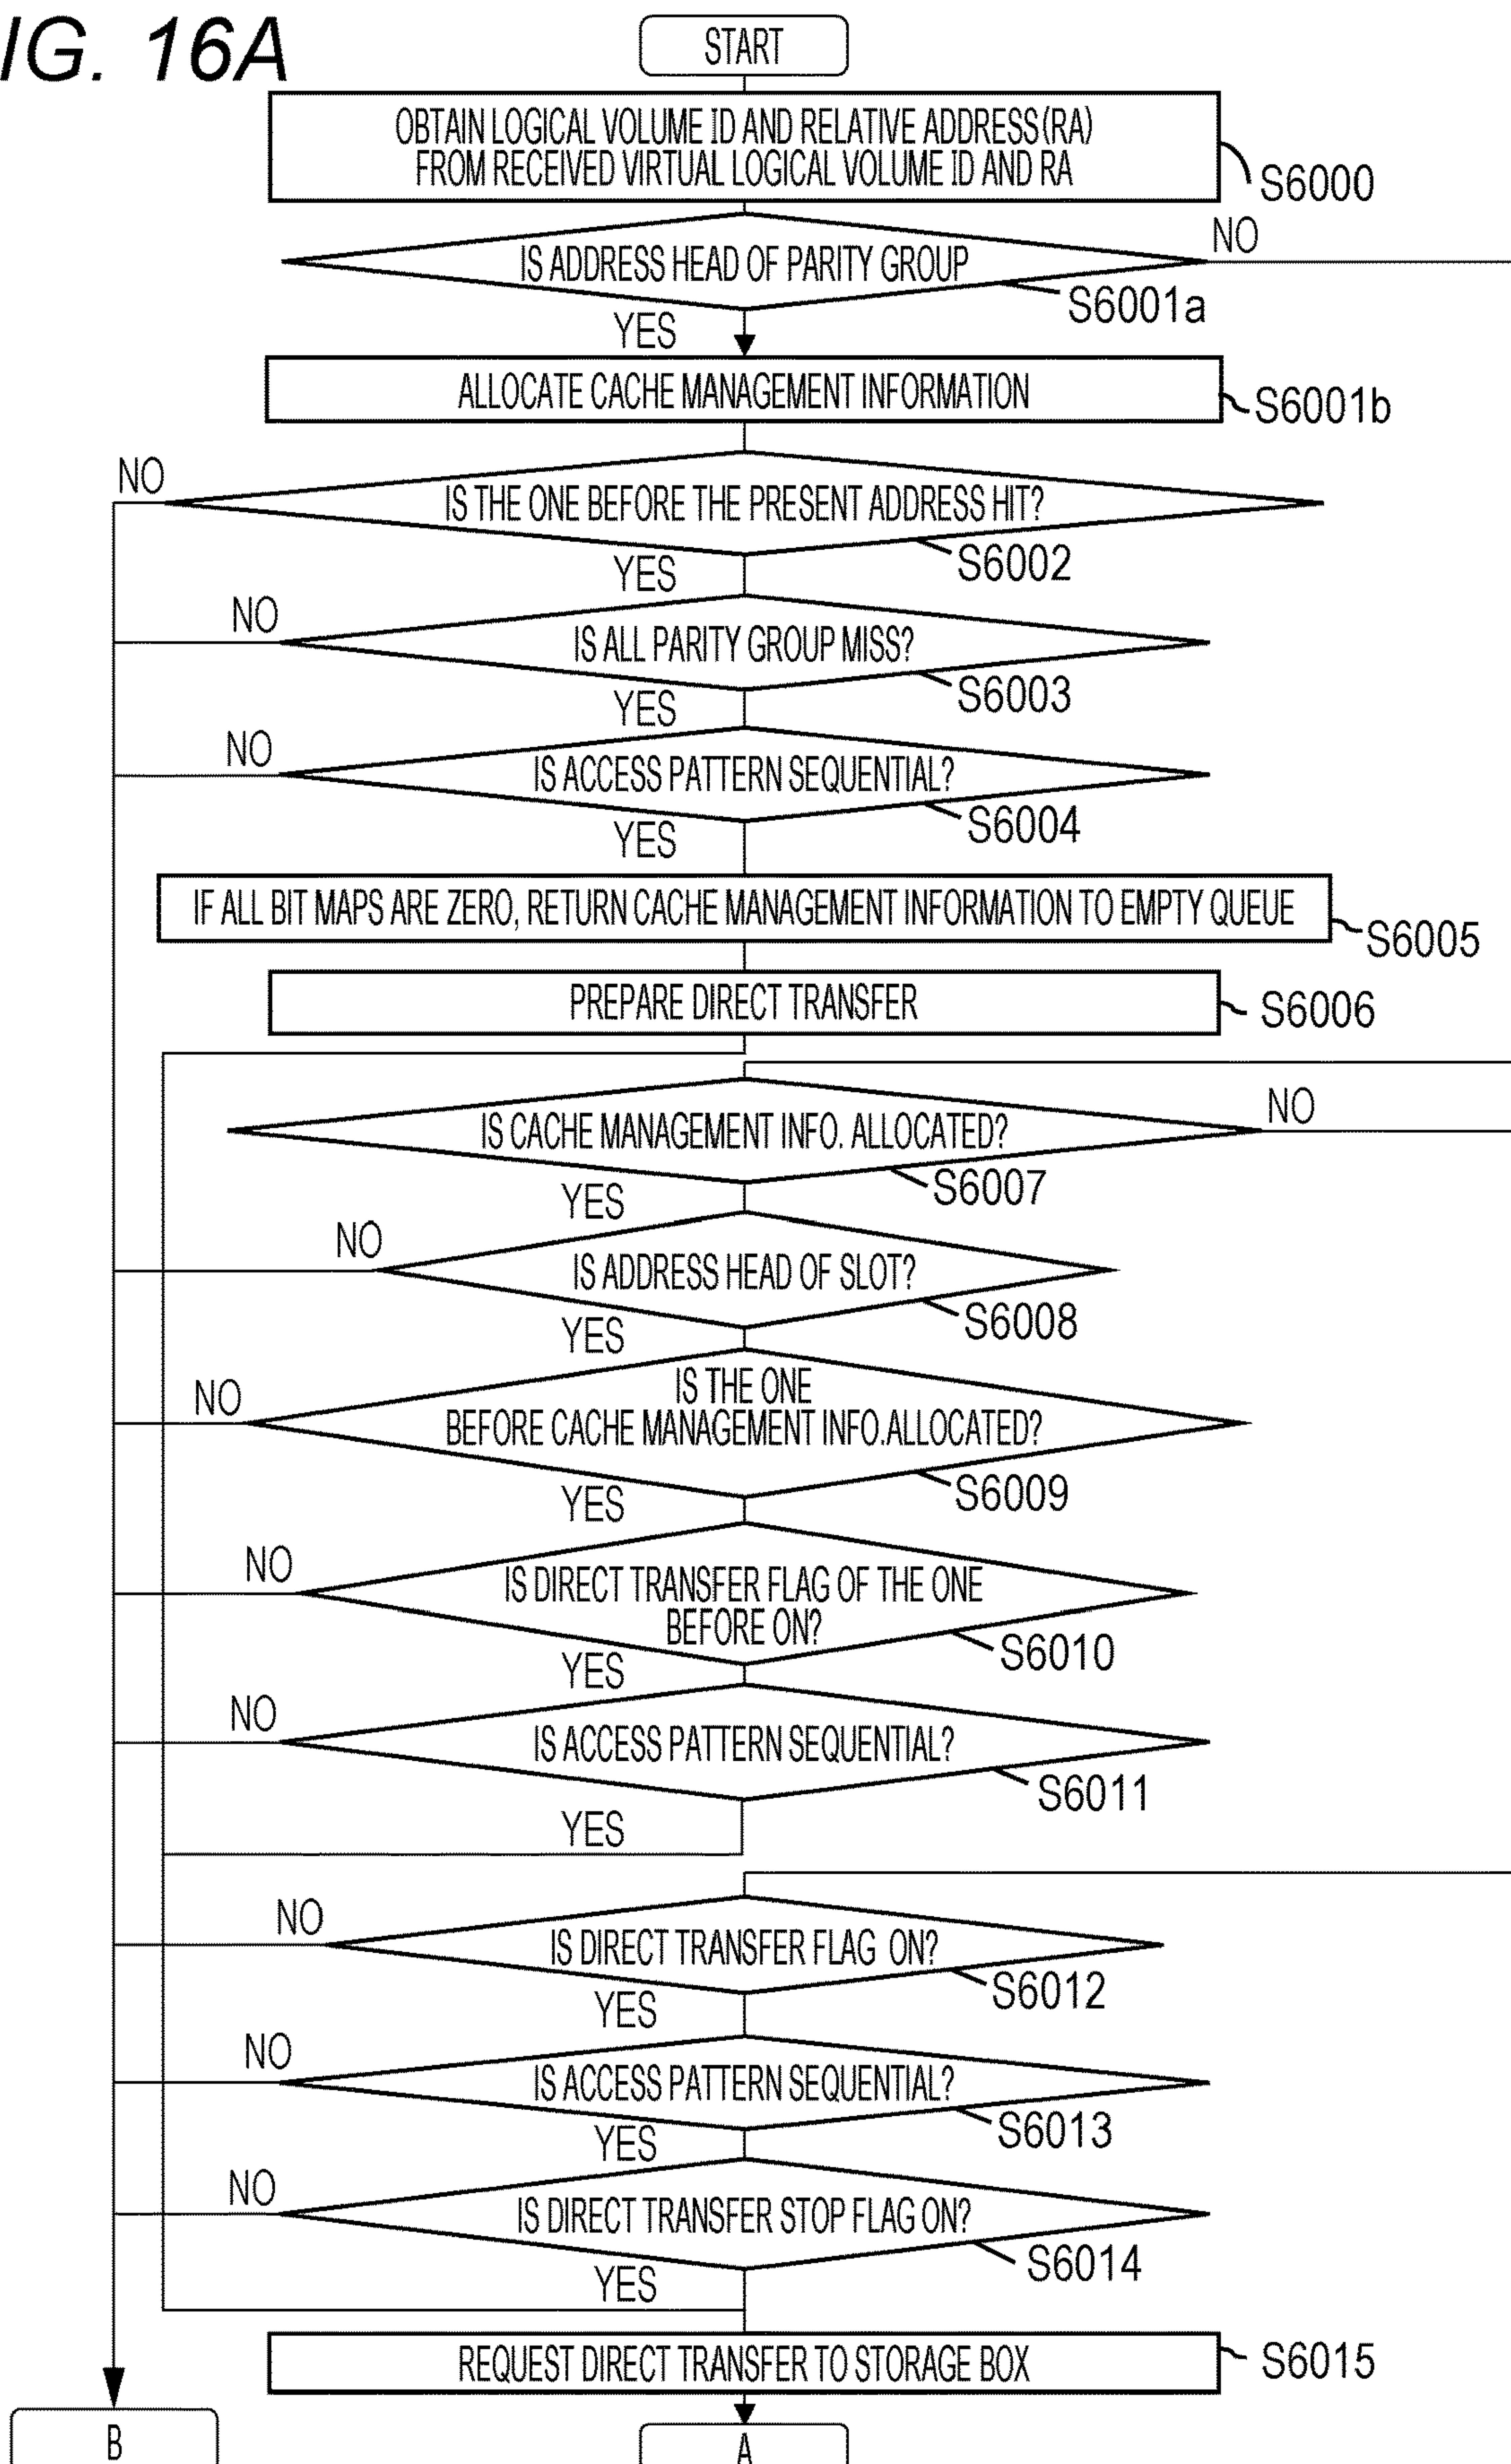 IG. 16A
START
OBTAIN LOGICAL VOLUME ID AND RELATIVE ADDRESS(RA)
FROM RECEIVED VIRTUAL LOGICAL VOLUME ID AND RA
S6000
IS ADDRESS HEAD OF PARITY GROUP
NO
S6001a
YES
ALLOCATE CACHE MANAGEMENT INFORMATION
S6001b
NO
IS THE ONE BEFORE THE PRESENT ADDRESS HIT?
S6002
YES
NO
IS ALL PARITY GROUP MISS?
S6003
YES
NO
IS ACCESS PATTERN SEQUENTIAL?
S6004
YES
IF ALL BIT MAPS ARE ZERO, RETURN CACHE MANAGEMENT INFORMATION TO EMPTY QUEUE
S6005
PREPARE DIRECT TRANSFER
S6006
IS CACHE MANAGEMENT INFO. ALLOCATED?
NO
S6007
YES
NO
IS ADDRESS HEAD OF SLOT?
S6008
YES
NO
IS THE ONE
BEFORE CACHE MANAGEMENT INFO.ALLOCATED?
S6009
YES
NO
IS DIRECT TRANSFER FLAG OF THE ONE
BEFORE ON?
S6010
YES
NO
IS ACCESS PATTERN SEQUENTIAL?
S6011
YES
NO
IS DIRECT TRANSFER FLAG ON?
S6012
YES
NO
IS ACCESS PATTERN SEQUENTIAL?
S6013
YES
NO
IS DIRECT TRANSFER STOP FLAG ON?
S6014
YES
REQUEST DIRECT TRANSFER TO STORAGE BOX
S6015
B
A